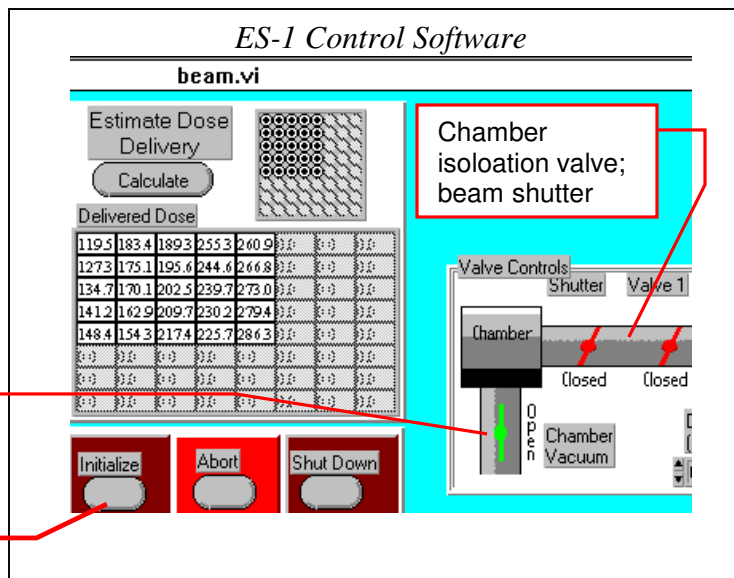 ES-1 Control Software
beam.vi
Estimate Dose
Delivery
Calculate
Delivered Dose
119.5 183.4 189.3 255.3 260.9
127.3 175.1 195.6 244.6 266.8
134.7 170.1 202.5 239.7 273.0
141.2 162.9 209.7 230.2 279.4
148.4 154.3 217.4 225.7 286.3
Initialize
Abort
Shut Down
Chamber
isoloation valve;
beam shutter
Valve Controls
Shutter Valve 1
Chamber
Closed Closed
Open
Chamber
Vacuum